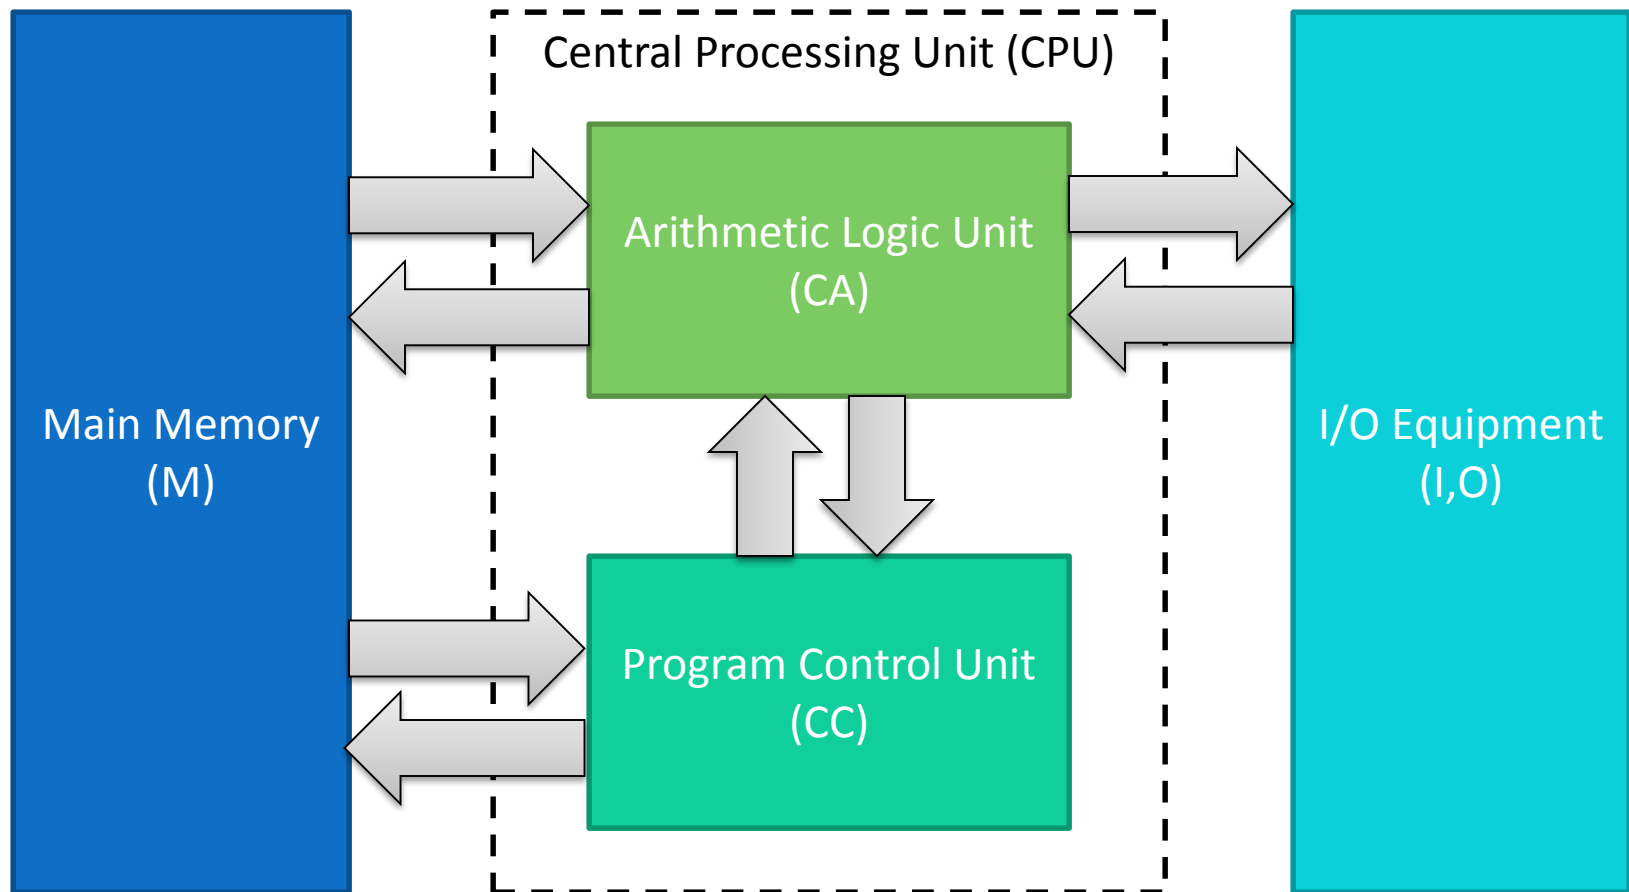 Central Processing Unit (CPU)
Arithmetic Logic Unit
(CA)
Main Memory
(M)
I/O Equipment
(I,O)
Program Control Unit
(CC)